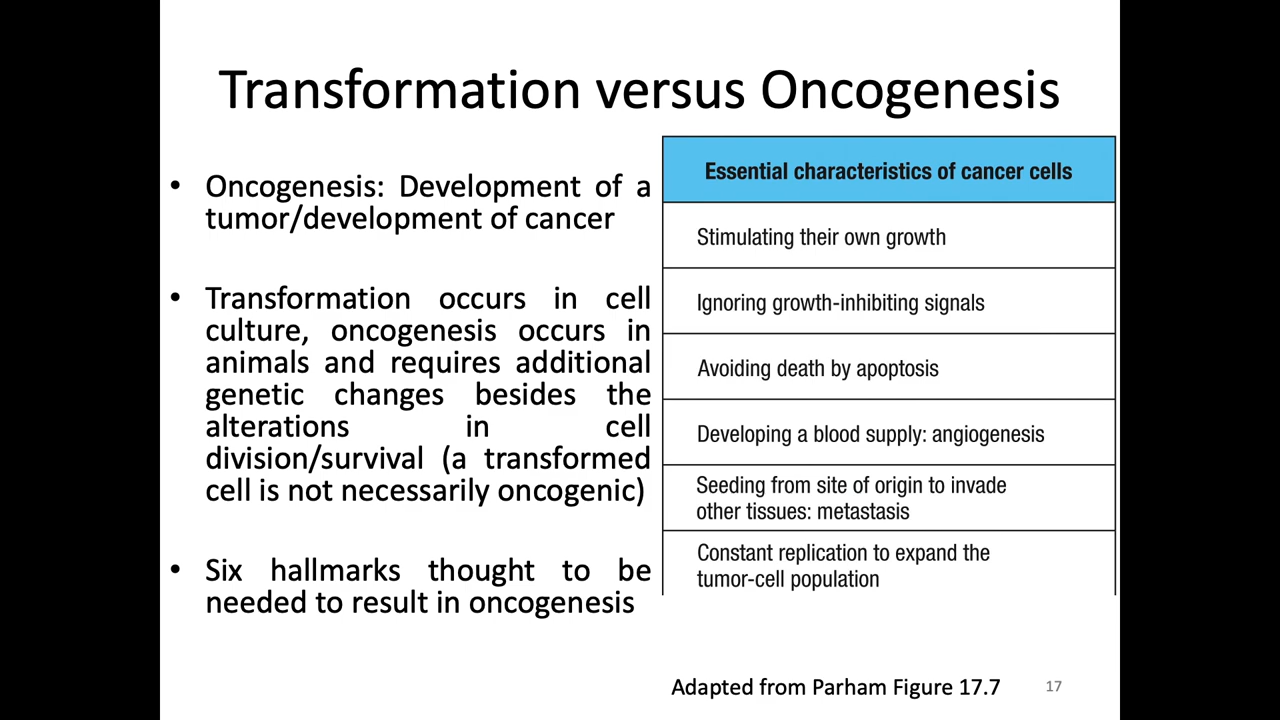 Transformation versus Oncogenesis
• Oncogenesis: Development of a
tumor/development of cancer
• Transformation occurs in cell
culture, oncogenesis occurs in
animals and requires additional
genetic changes besides the
alterations in cell
division/survival (a transformed
cell is not necessarily oncogenic)
• Six hallmarks thought to be
needed to result in oncogenesis
Essential characteristics of cancer cells
Stimulating their own growth
Ignoring growth-inhibiting signals
Avoiding death by apoptosis
Developing a blood supply: angiogenesis
Seeding from site of origin to invade
other tissues: metastasis
Constant replication to expand the
tumor-cell population
Adapted from Parham Figure 17.7
17